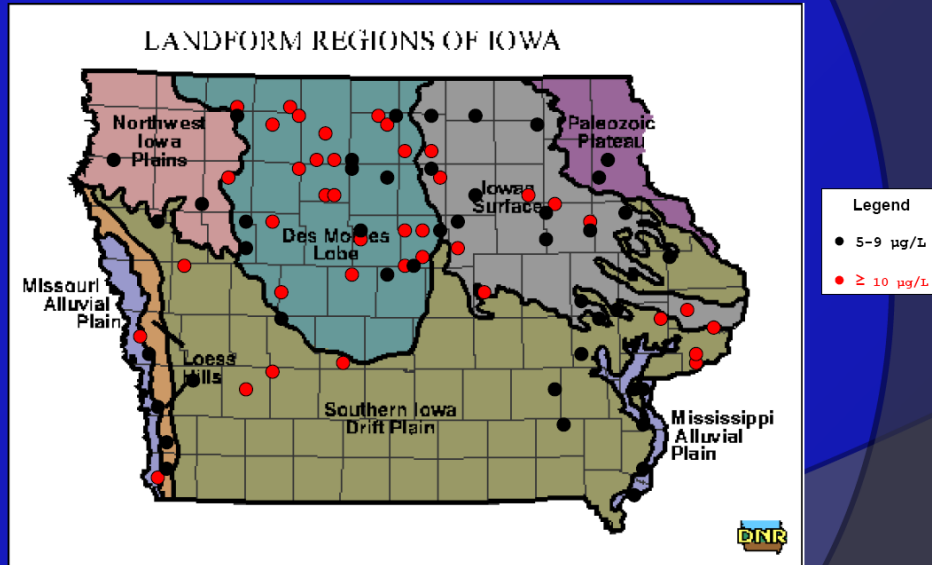 LANDFORM REGIONS OF IOWA
Northwest
Iowa
Plains
Paleozoic
Plateau
Iowan
Surface
Des Moines
Lobe
Missouri
Alluvial
Plain
Loess
Hills
Southern Iowa
Drift Plain
Mississippi
Alluvial
Plain
Legend
5-9 µg/L
≥ 10 µg/L
DNR